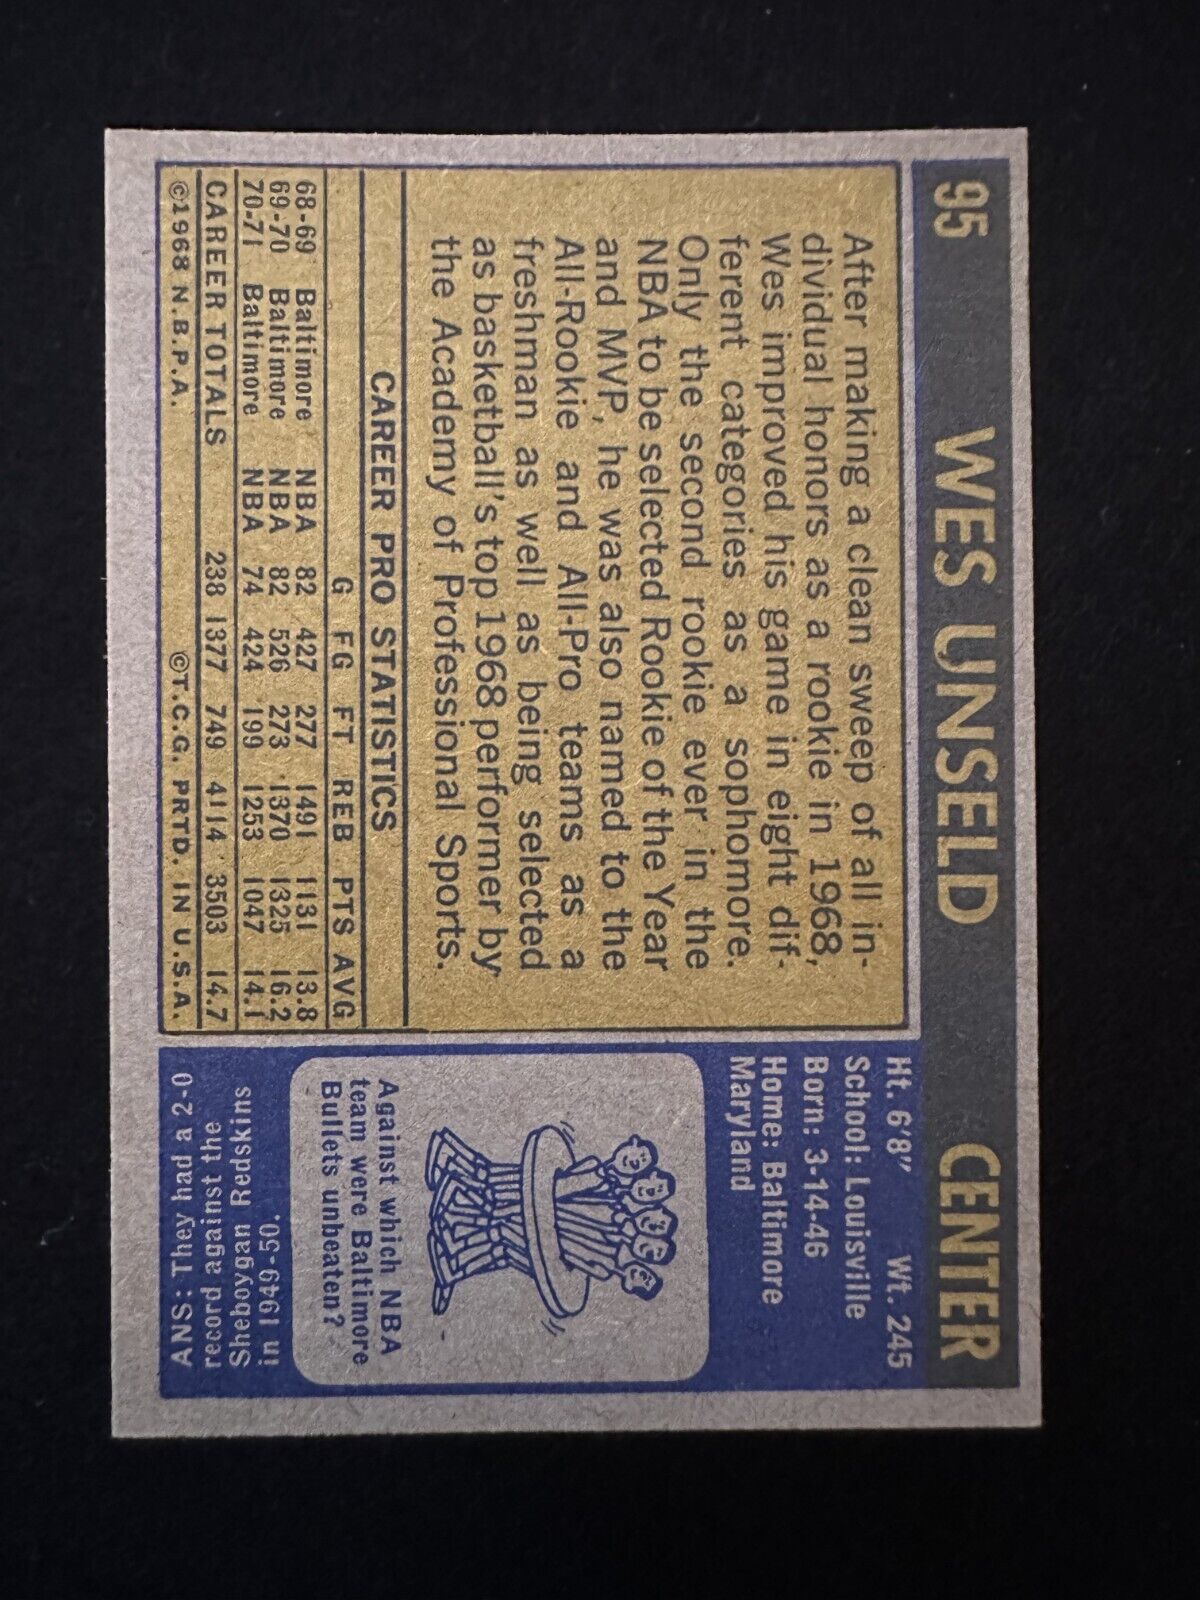 95 WES UNSELD CENTER
After making a clean sweep of all in-
dividual honors as a rookie in 1968,
Wes improved his game in eight dif-
ferent categories as a sophomore.
Only the second rookie ever in the
NBA to be selected Rookie of the Year
and MVP, he was also named to the
All-Rookie and All-Pro teams as a
freshman as well as being selected
as basketball's top 1968 performer by
the Academy of Professional Sports.
CAREER PRO STATISTICS
G FG FT REB PTS AVG
68-69 Baltimore NBA 82 427 277 1491 1131 13.8
69-70 Baltimore NBA 82 526 273 1370 1325 16.2
70-71 Baltimore NBA 74 424 199 1253 1047 14.1
CAREER TOTALS 238 1377 749 4114 3503 14.7
©1968 N.B.P.A. ©T.C.G. PRTD. IN U.S.A.
Ht. 6'8" Wt. 245
School: Louisville
Born: 3-14-46
Home: Baltimore
Maryland
Against which NBA
team were Baltimore
Bullets unbeaten?
ANS: They had a 2-0
record against the
Sheboygan Redskins
in 1949-50.